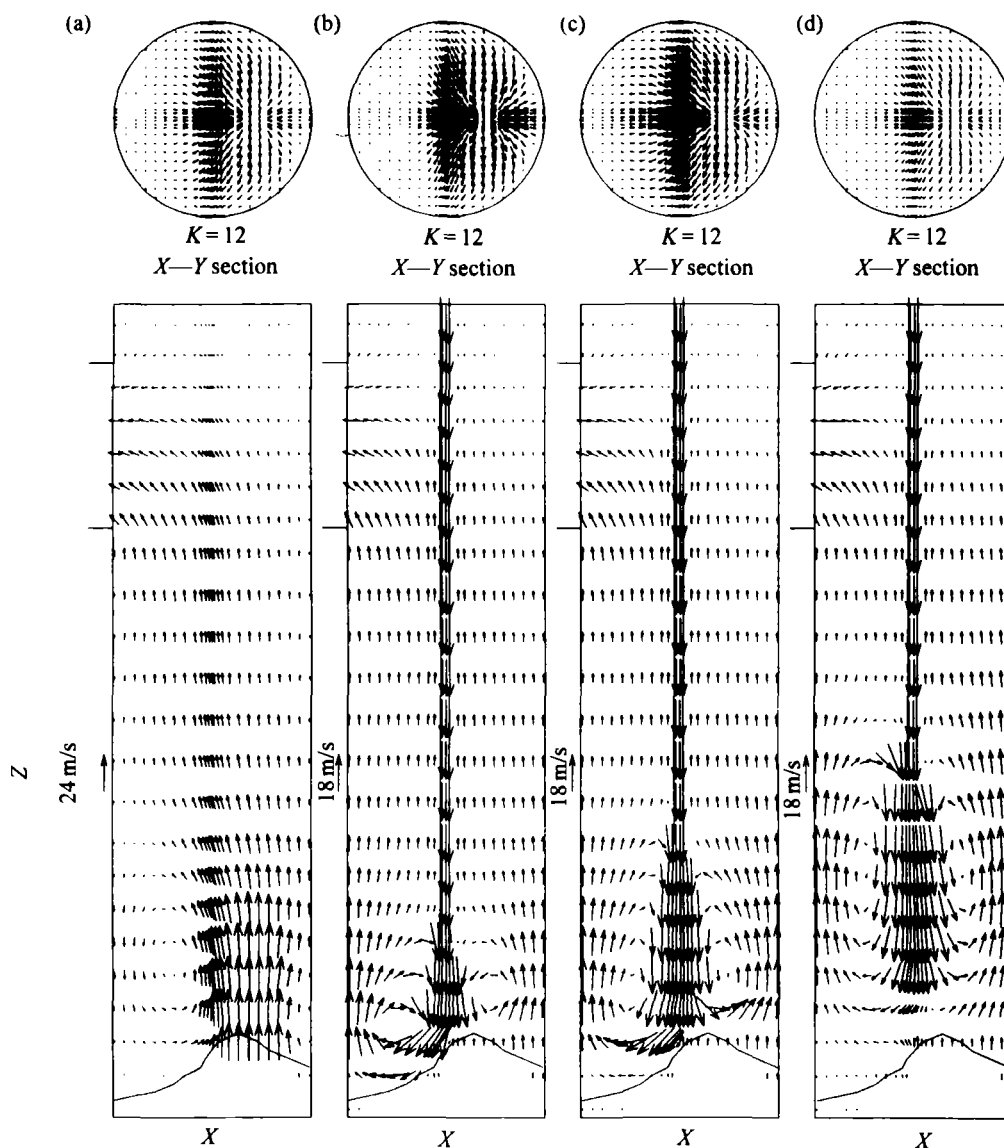 (a) (b) (c) (d)
K = 12 K = 12 K = 12 K = 12
X—Y section X—Y section X—Y section X—Y section
Z
24 m/s 18 m/s 18 m/s 18 m/s
X X X X